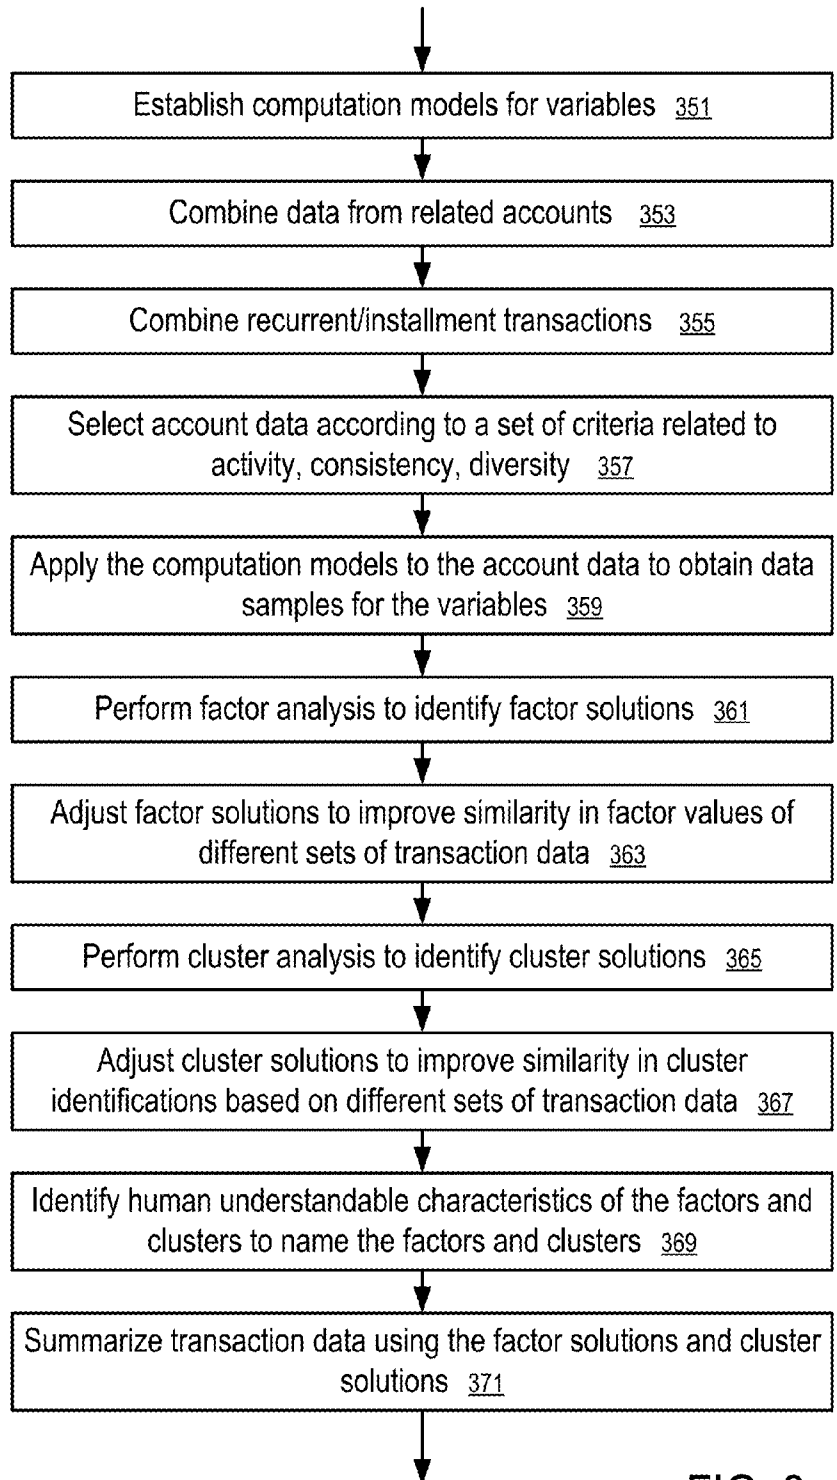 Establish computation models for variables 351
Combine data from related accounts 353
Combine recurrent/installment transactions 355
Select account data according to a set of criteria related to
activity, consistency, diversity 357
Apply the computation models to the account data to obtain data
samples for the variables 359
Perform factor analysis to identify factor solutions 361
Adjust factor solutions to improve similarity in factor values of
different sets of transaction data 363
Perform cluster analysis to identify cluster solutions 365
Adjust cluster solutions to improve similarity in cluster
identifications based on different sets of transaction data 367
Identify human understandable characteristics of the factors and
clusters to name the factors and clusters 369
Summarize transaction data using the factor solutions and cluster
solutions 371
FIG.